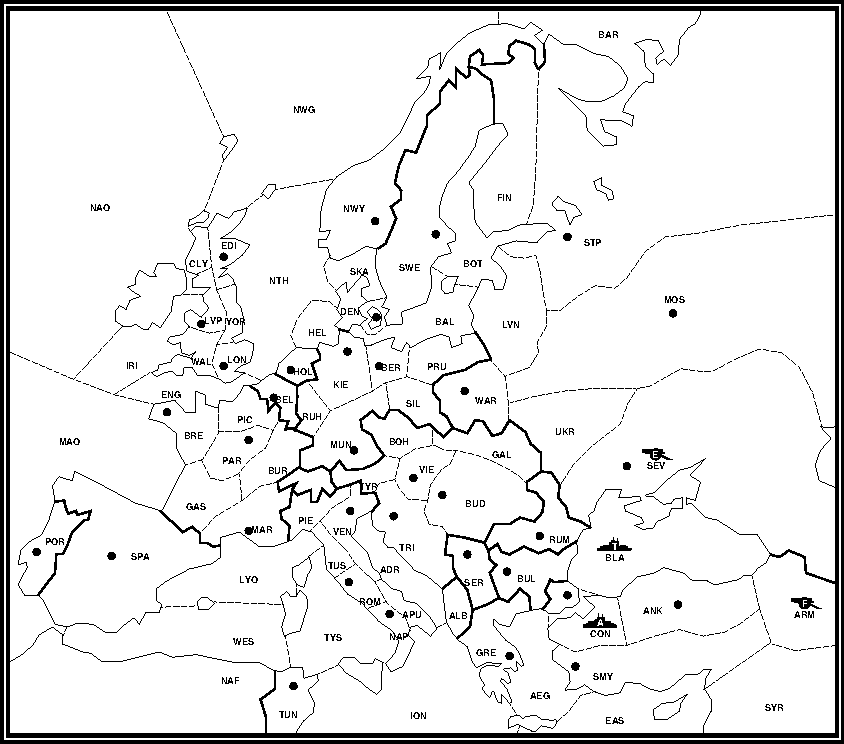 BAR
NWG
FIN
NAO
NWY
EDI
STP
CLY
SKA
SWE
BOT
NTH
MOS
DEN
LVP
YOR
BAL
LVN
HEL
IRI
WAL
LON
HOL
BER
PRU
KIE
ENG
BEL
WAR
SIL
RUH
PIC
BRE
UKR
MAO
MUN
BOH
GAL
PAR
SEV
E
BUR
VIE
TYR
BUD
GAS
PIE
MAR
VEN
POR
SPA
TRI
RUM
T
BLA
TUS
ADR
LYO
SER
BUL
ROM
F
ARM
APU
ALB
ANK
A
CON
WES
TYS
NAP
GRE
NAF
SMY
AEG
TUN
ION
EAS
SYR